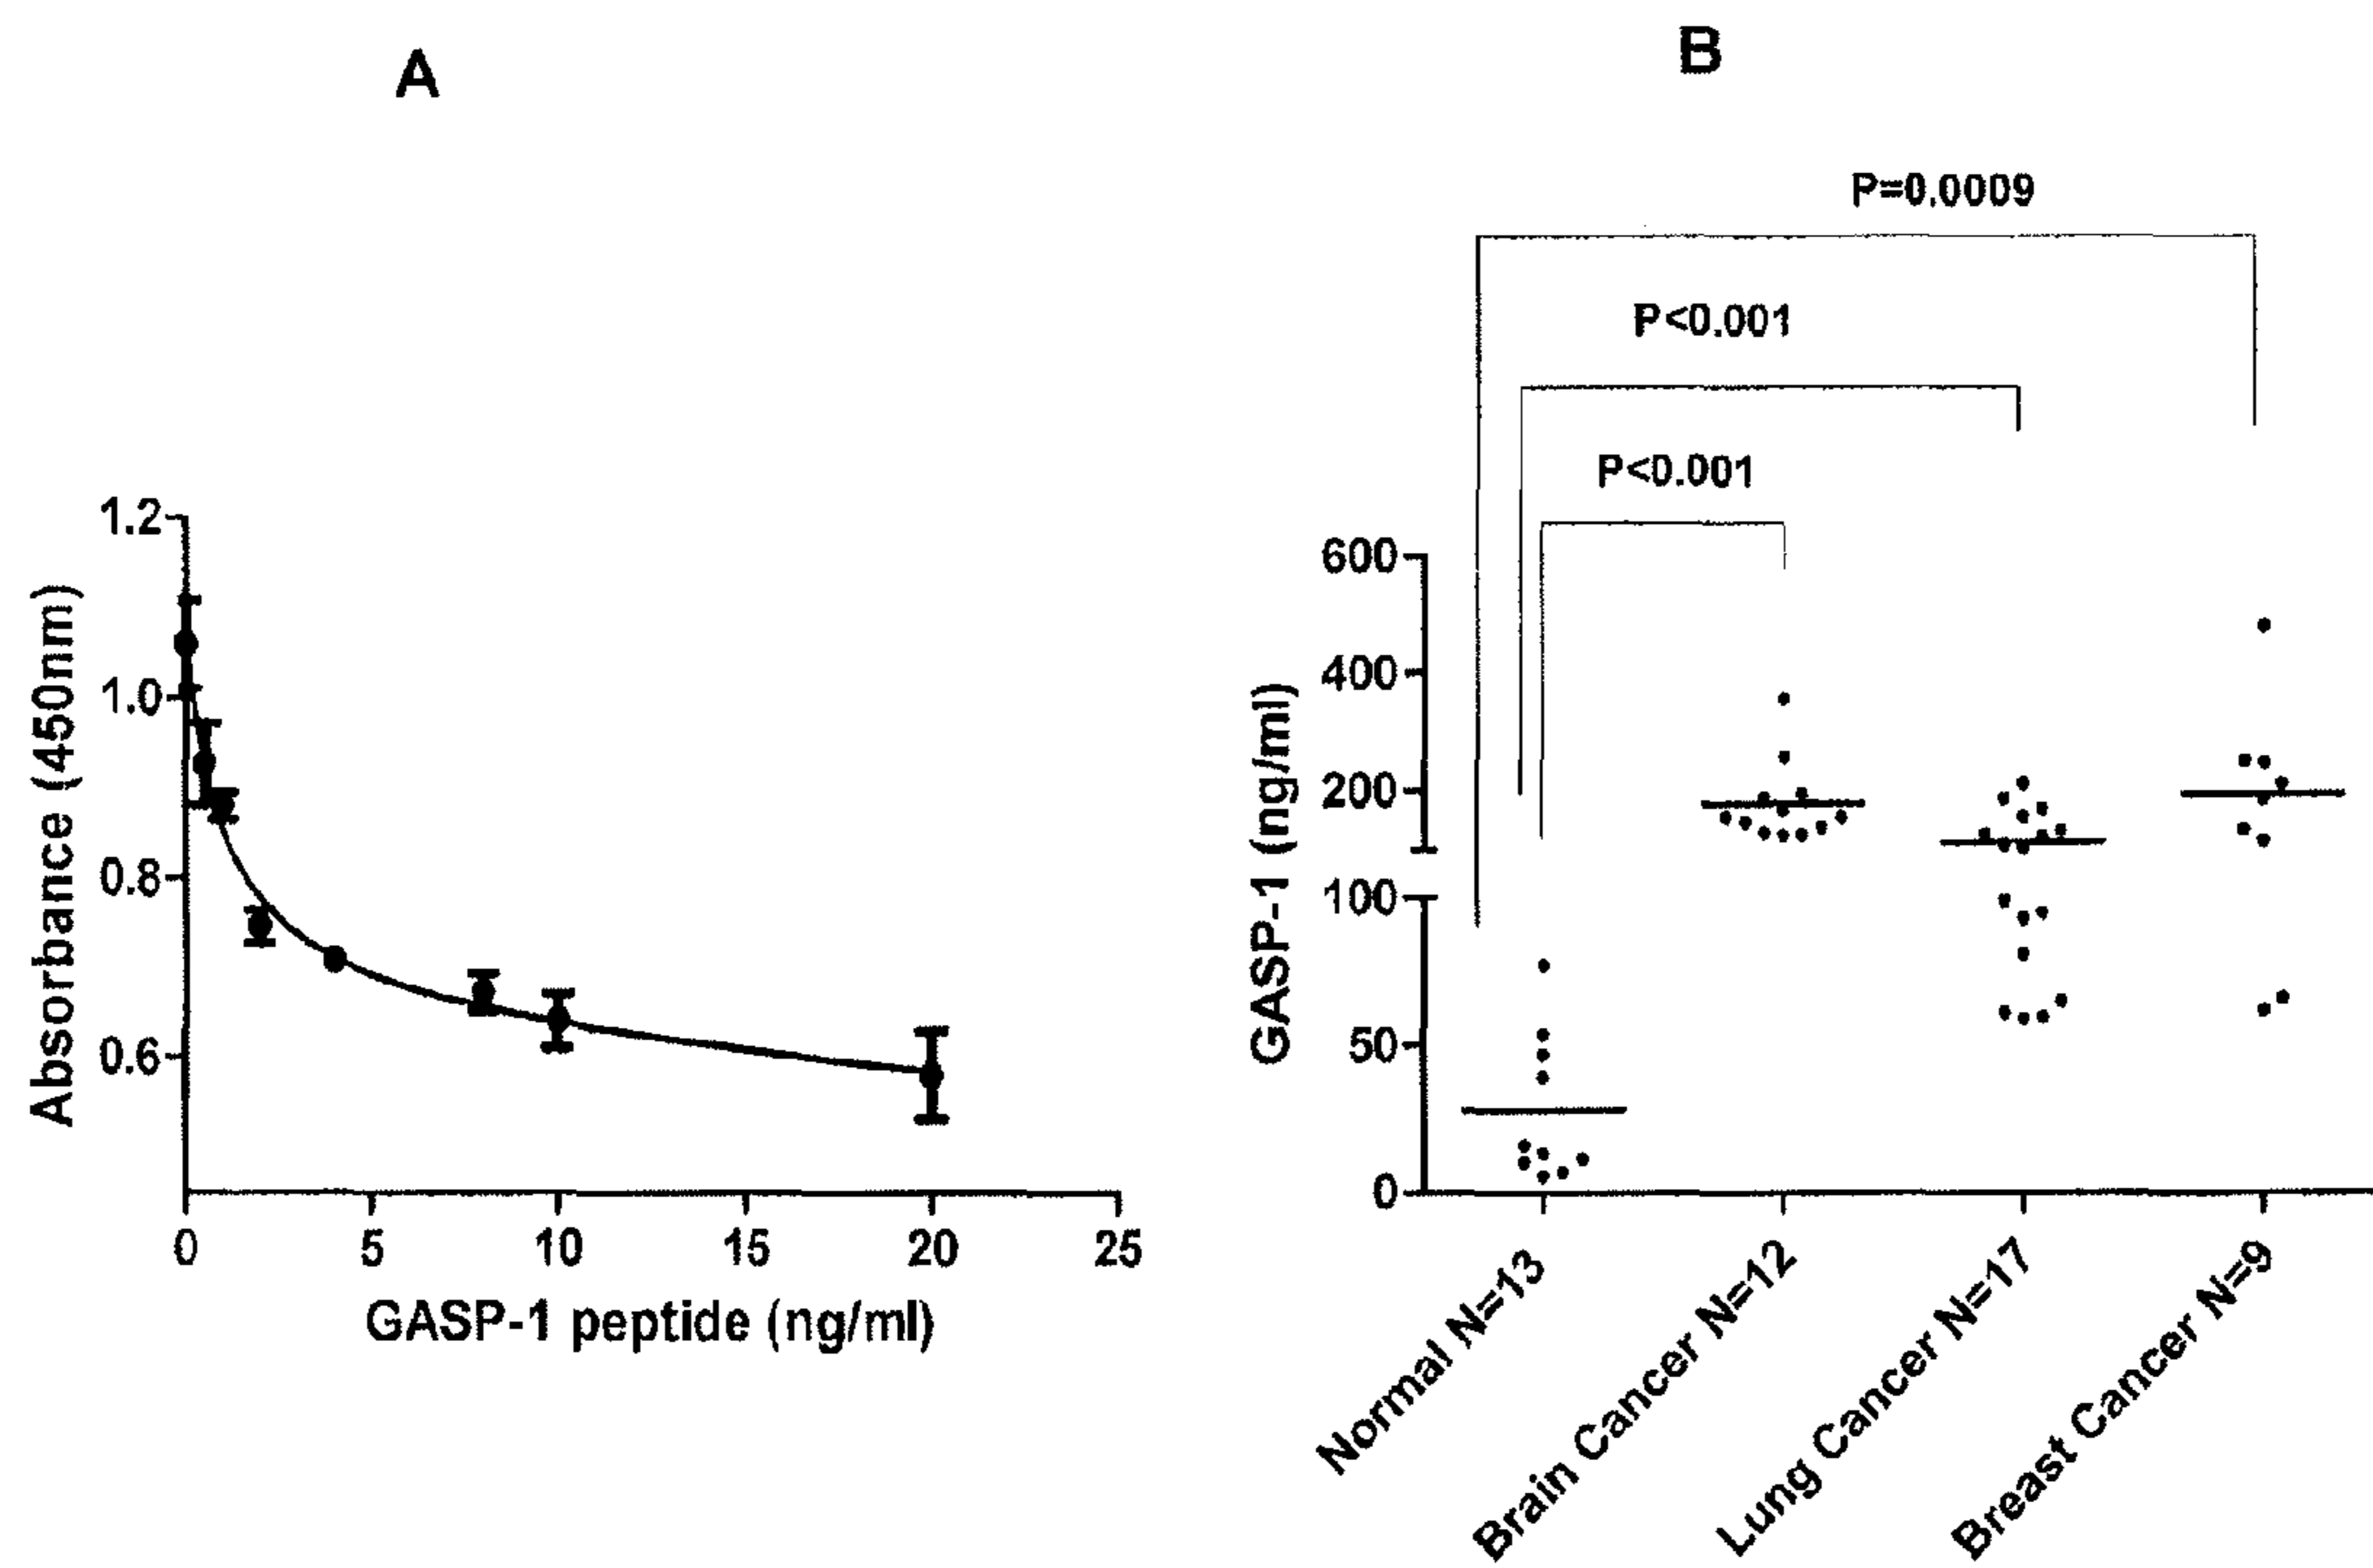 A
1.2
1.0
0.8
0.6
Absorbance (450nm)
0
5
10
15
20
25
GASP-1 peptide (ng/ml)
B
P=0.0009
P<0.001
P<0.001
600
400
200
100
50
0
GASP-1 (ng/ml)
Normal N=13
Brain Cancer N=12
Lung Cancer N=17
Breast Cancer N=9